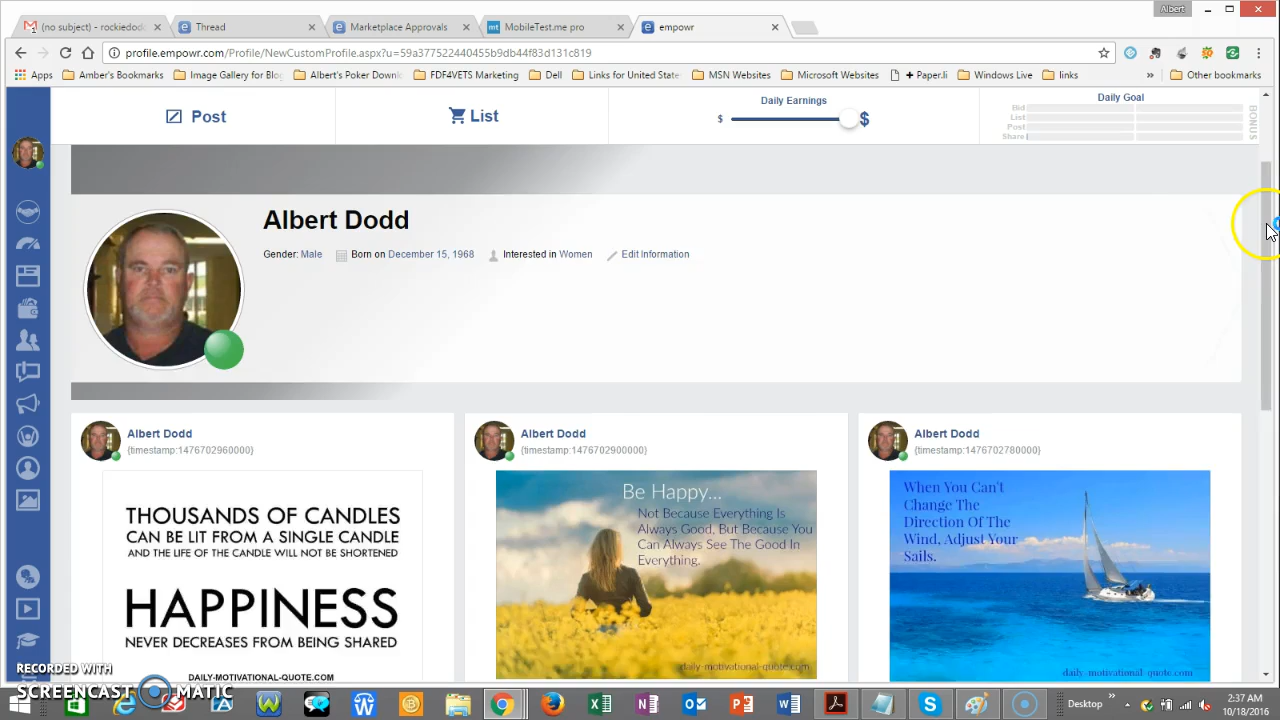 Albert
(no subject) - rockiedod
Thread
Marketplace Approvals
MobileTest.me pro
empowr
profile.empowr.com/Profile/NewCustomProfile.aspx?u=59a377522440455b9db44f83d131c819
Apps Amber's Bookmarks Image Gallery for Blog Albert's Poker Downl FDF4VETS Marketing Dell Links for United State MSN Websites Microsoft Websites + Paper.li Windows Live links » Other bookmarks
Post
List
Daily Earnings
$ $
Daily Goal
Bid
List
Post
Share
BONUS
Albert Dodd
Gender: Male Born on December 15, 1968 Interested in Women Edit Information
Albert Dodd
{timestamp:1476702960000}
THOUSANDS OF CANDLES
CAN BE LIT FROM A SINGLE CANDLE
AND THE LIFE OF THE CANDLE WILL NOT BE SHORTENED
HAPPINESS
NEVER DECREASES FROM BEING SHARED
DAILY-MOTIVATIONAL-QUOTE.COM
Albert Dodd
{timestamp:1476702900000}
Be Happy...
Not Because Everything Is
Always Good, But Because You
Can Always See The Good In
Everything.
daily-motivational-quote.com
Albert Dodd
{timestamp:1476702780000}
When You Can't
Change The
Direction Of The
Wind, Adjust Your
Sails.
daily-motivational-quote.com
RECORDED WITH
SCREENCAST MATIC
Desktop »
2:37 AM
10/18/2016